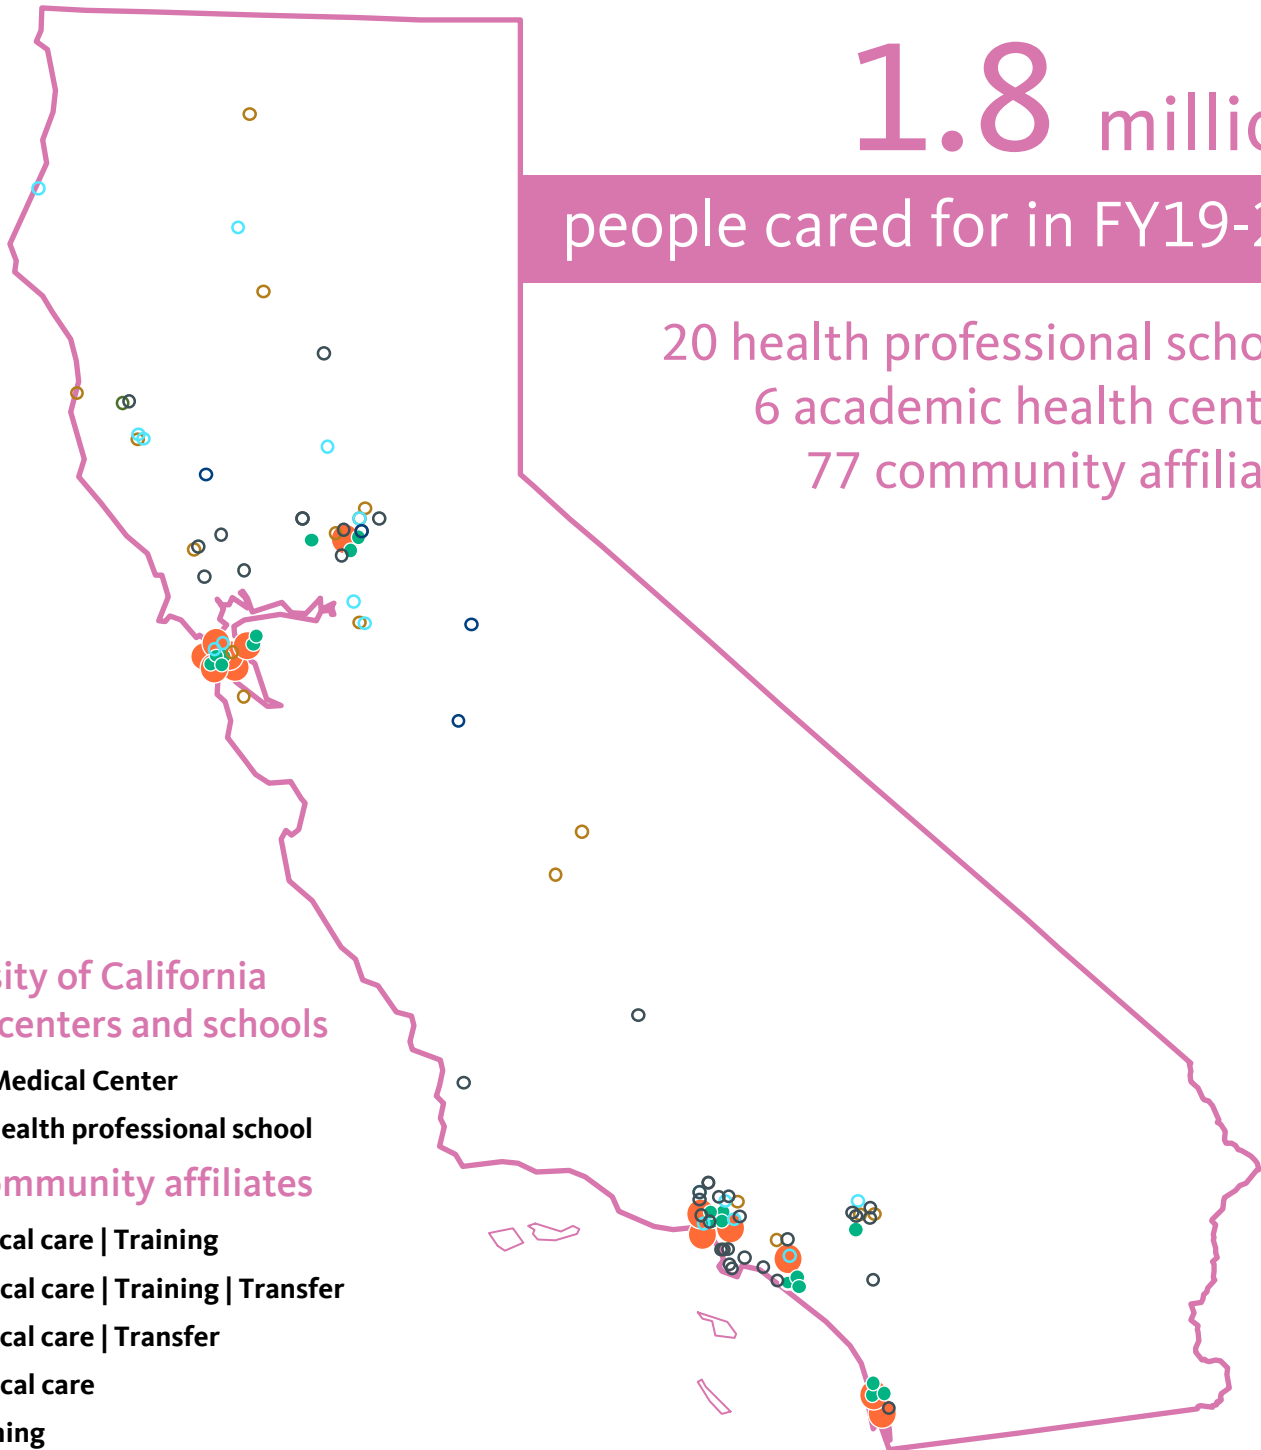 1.8 millio
people cared for in FY19-2
20 health professional scho
6 academic health cent
77 community affilia
sity of California
centers and schools
Medical Center
ealth professional school
ommunity affiliates
cal care | Training
cal care | Training | Transfer
cal care | Transfer
cal care
ning